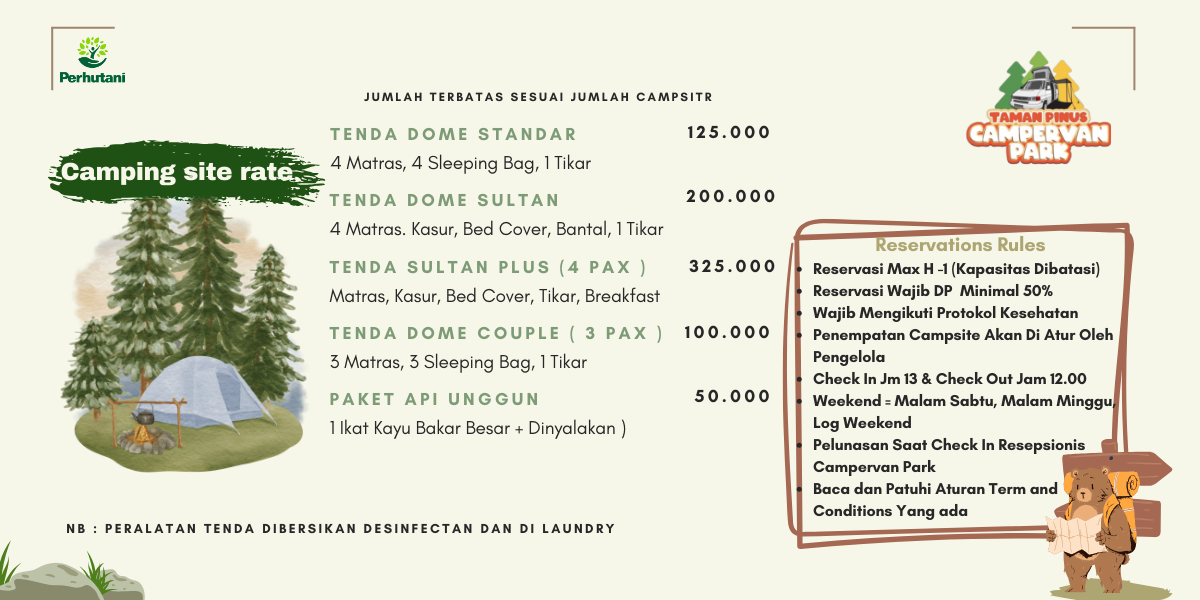 Perhutani
JUMLAH TERBATAS SESUAI JUMLAH CAMPSITR
TAMAN PINUS
CAMPERVAN
PARK
Camping site rate
TENDA DOME STANDAR 125.000
4 Matras, 4 Sleeping Bag, 1 Tikar
TENDA DOME SULTAN 200.000
4 Matras. Kasur, Bed Cover, Bantal, 1 Tikar
TENDA SULTAN PLUS (4 PAX ) 325.000
Matras, Kasur, Bed Cover, Tikar, Breakfast
TENDA DOME COUPLE ( 3 PAX ) 100.000
3 Matras, 3 Sleeping Bag, 1 Tikar
PAKET API UNGGUN 50.000
1 Ikat Kayu Bakar Besar + Dinyalakan )
Reservations Rules
• Reservasi Max H -1 (Kapasitas Dibatasi)
• Reservasi Wajib DP Minimal 50%
• Wajib Mengikuti Protokol Kesehatan
• Penempatan Campsite Akan Di Atur Oleh
Pengelola
• Check In Jm 13 & Check Out Jam 12.00
• Weekend = Malam Sabtu, Malam Minggu,
Log Weekend
• Pelunasan Saat Check In Resepsionis
Campervan Park
• Baca dan Patuhi Aturan Term and
Conditions Yang ada
NB : PERALATAN TENDA DIBERSIKAN DESINFECTAN DAN DI LAUNDRY